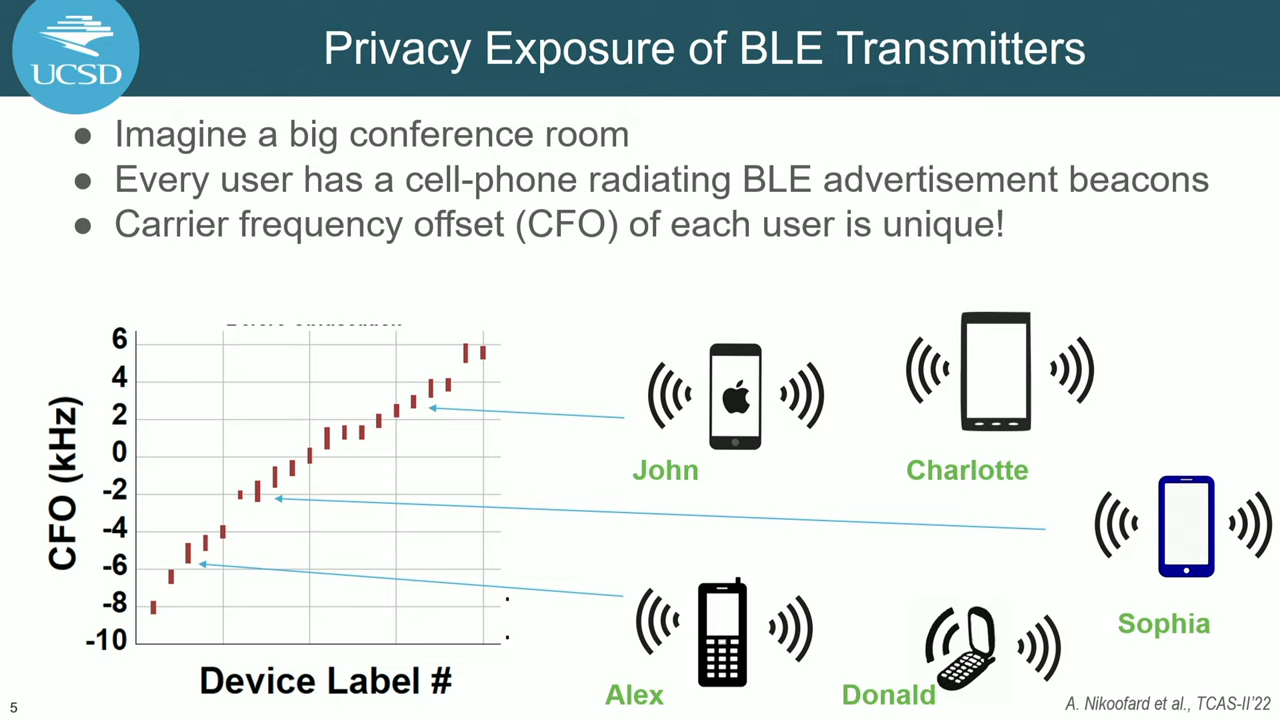 UCSD
Privacy Exposure of BLE Transmitters
● Imagine a big conference room
● Every user has a cell-phone radiating BLE advertisement beacons
● Carrier frequency offset (CFO) of each user is unique!
6
4
2
0
-2
-4
-6
-8
-10
CFO (kHz)
Device Label #
John
Charlotte
Sophia
Alex
Donald
A. Nikoofard et al., TCAS-II'22
5